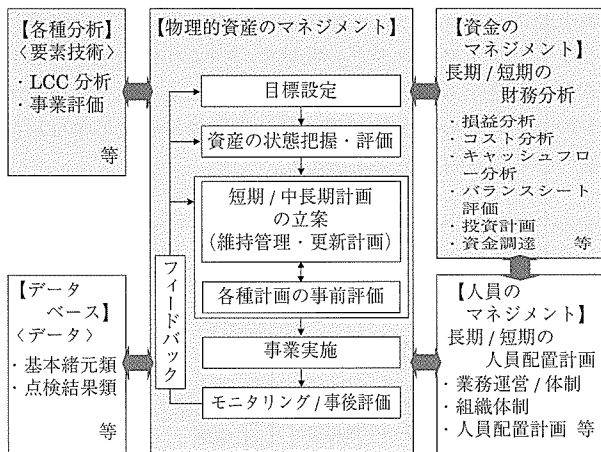 【各種分析】
〈要素技術〉
・LCC 分析
・事業評価
等
【物理的資産のマネジメント】
目標設定
資産の状態把握・評価
短期/中長期計画
の立案
(維持管理・更新計画)
各種計画の事前評価
事業実施
モニタリング/事後評価
フィードバック
【資金の
マネジメント】
長期/短期の
財務分析
・損益分析
・コスト分析
・キャッシュフロ
ー分析
・バランスシート
評価
・投資計画
・資金調達 等
【データ
ベース】
〈データ〉
・基本緒元類
・点検結果類
等
【人員の
マネジメント】
長期/短期の
人員配置計画
・業務運営/体制
・組織体制
・人員配置計画 等